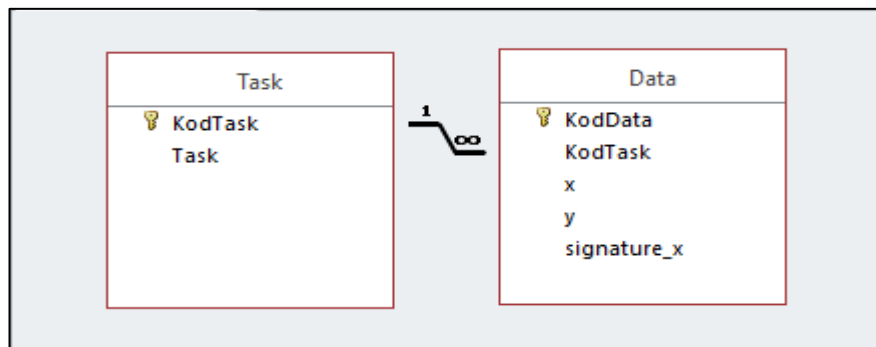 Task
KodTask
Task
1
∞
Data
KodData
KodTask
x
y
signature_x